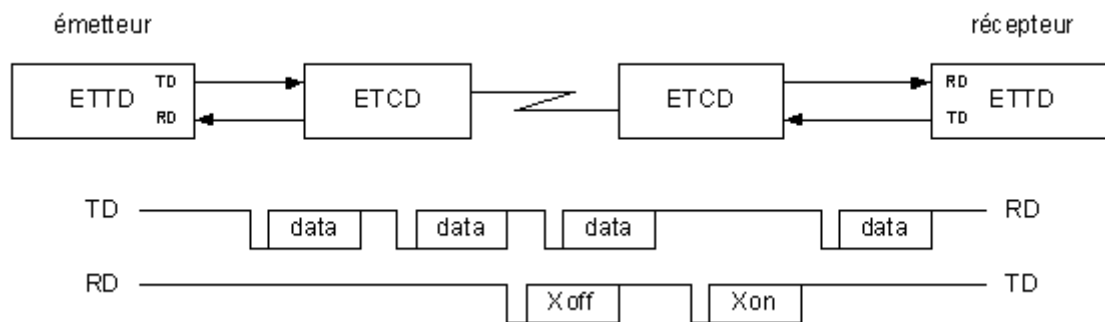 émetteur récepteur
TD RD
ETTD ETCD ETCD ETTD
RD TD
TD data data data data RD
RD Xoff Xon TD